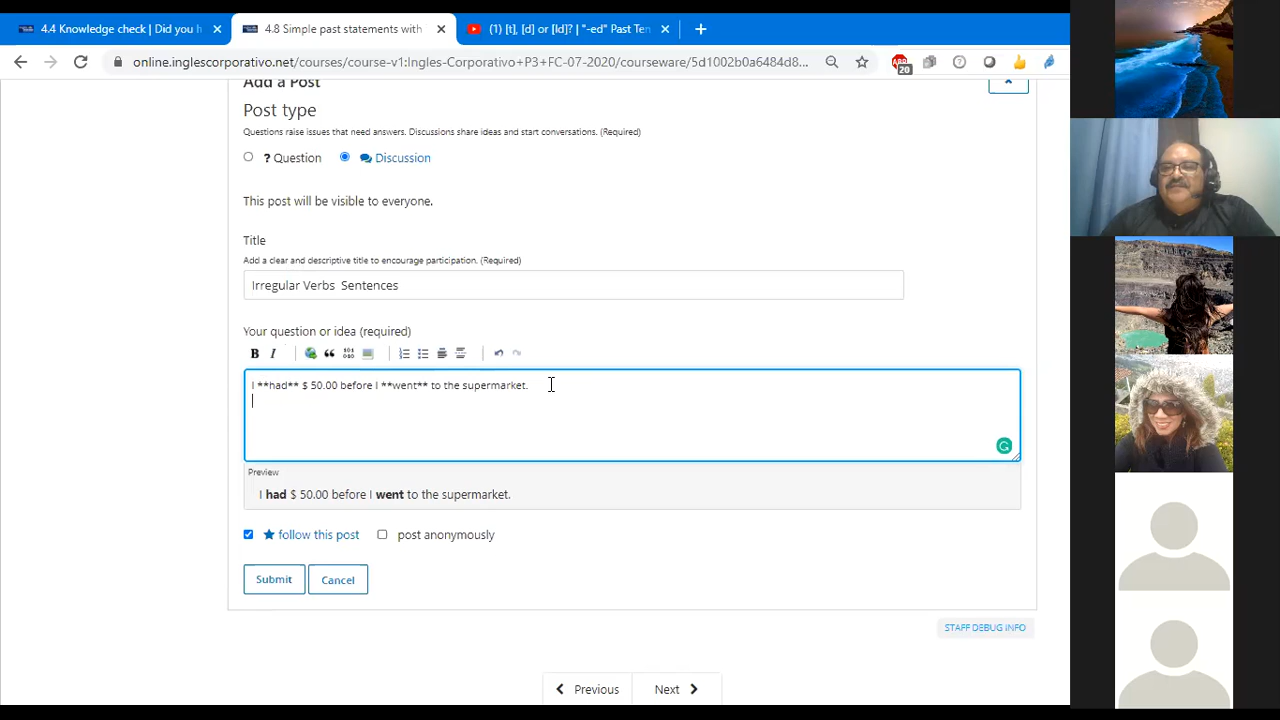 4.4 Knowledge check | Did you h
4.8 Simple past statements with
(1) [t], [d] or [Id]? | "-ed" Past Ten
online.inglescorporativo.net/courses/course-v1:Ingles-Corporativo+P3+FC-07-2020/courseware/5d1002b0a6484d8...
ABP
20
Add a Post
Post type
Questions raise issues that need answers. Discussions share ideas and start conversations. (Required)
? Question
Discussion
This post will be visible to everyone.
Title
Add a clear and descriptive title to encourage participation. (Required)
Irregular Verbs  Sentences
Your question or idea (required)
B I
I **had** $ 50.00 before I **went** to the supermarket.
Preview
I had $ 50.00 before I went to the supermarket.
follow this post
post anonymously
Submit
Cancel
STAFF DEBUG INFO
Previous
Next